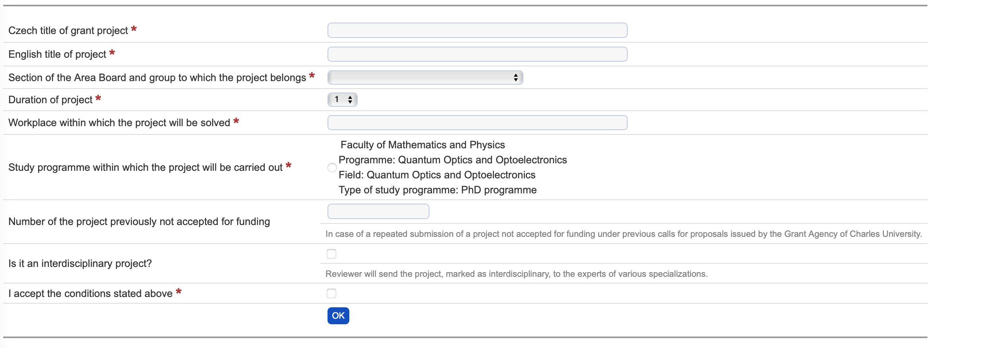 Czech title of grant project *
English title of project *
Section of the Area Board and group to which the project belongs *
Duration of project *
1
Workplace within which the project will be solved *
Study programme within which the project will be carried out *
Faculty of Mathematics and Physics
Programme: Quantum Optics and Optoelectronics
Field: Quantum Optics and Optoelectronics
Type of study programme: PhD programme
Number of the project previously not accepted for funding
In case of a repeated submission of a project not accepted for funding under previous calls for proposals issued by the Grant Agency of Charles University.
Is it an interdisciplinary project?
Reviewer will send the project, marked as interdisciplinary, to the experts of various specializations.
I accept the conditions stated above *
OK